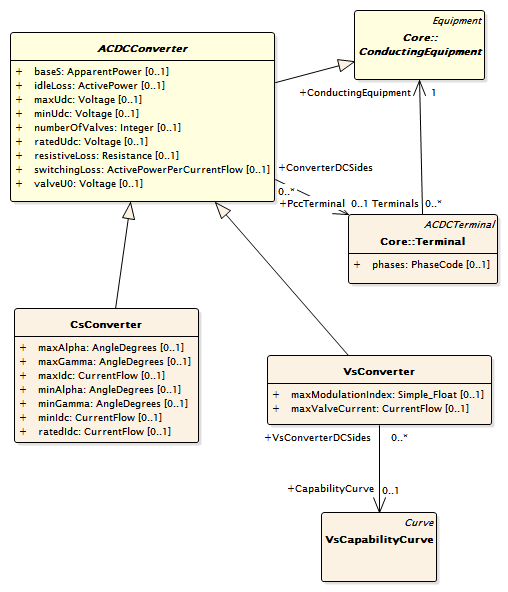 Equipment
Core::
ConductingEquipment
ACDCConverter
+ baseS: ApparentPower [0..1]
+ idleLoss: ActivePower [0..1]
+ maxUdc: Voltage [0..1]
+ minUdc: Voltage [0..1]
+ numberOfValves: Integer [0..1]
+ ratedUdc: Voltage [0..1]
+ resistiveLoss: Resistance [0..1]
+ switchingLoss: ActivePowerPerCurrentFlow [0..1]
+ valveU0: Voltage [0..1]
+ConductingEquipment 1
+ConverterDCSides
0..*
+PccTerminal 0..1 Terminals 0..*
ACDCTerminal
Core::Terminal
+ phases: PhaseCode [0..1]
CsConverter
+ maxAlpha: AngleDegrees [0..1]
+ maxGamma: AngleDegrees [0..1]
+ maxIdc: CurrentFlow [0..1]
+ minAlpha: AngleDegrees [0..1]
+ minGamma: AngleDegrees [0..1]
+ minIdc: CurrentFlow [0..1]
+ ratedIdc: CurrentFlow [0..1]
VsConverter
+ maxModulationIndex: Simple_Float [0..1]
+ maxValveCurrent: CurrentFlow [0..1]
+VsConverterDCSides 0..*
+CapabilityCurve 0..1
Curve
VsCapabilityCurve